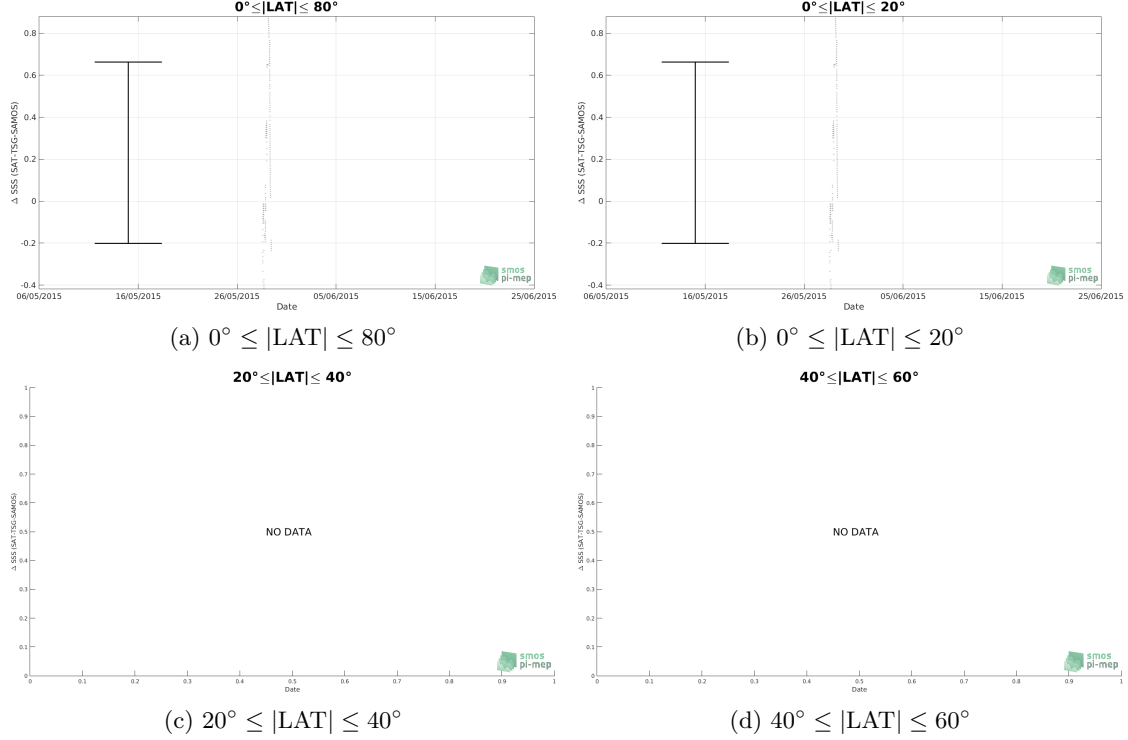 0°≤|LAT|≤ 80°
0.8
0.6
0.4
0.2
0
-0.2
-0.4
Δ SSS (SAT-TSG-SAMOS)
06/05/2015 16/05/2015 26/05/2015 05/06/2015 15/06/2015 25/06/2015
Date
smos
pi-mep
(a) 0° ≤ |LAT| ≤ 80°
0°≤|LAT|≤ 20°
0.8
0.6
0.4
0.2
0
-0.2
-0.4
Δ SSS (SAT-TSG-SAMOS)
06/05/2015 16/05/2015 26/05/2015 05/06/2015 15/06/2015 25/06/2015
Date
smos
pi-mep
(b) 0° ≤ |LAT| ≤ 20°
20°≤|LAT|≤ 40°
1
0.9
0.8
0.7
0.6
0.5
0.4
0.3
0.2
0.1
0
Δ SSS (SAT-TSG-SAMOS)
NO DATA
0 0.1 0.2 0.3 0.4 0.5 0.6 0.7 0.8 0.9 1
Date
smos
pi-mep
(c) 20° ≤ |LAT| ≤ 40°
40°≤|LAT|≤ 60°
1
0.9
0.8
0.7
0.6
0.5
0.4
0.3
0.2
0.1
0
Δ SSS (SAT-TSG-SAMOS)
NO DATA
0 0.1 0.2 0.3 0.4 0.5 0.6 0.7 0.8 0.9 1
Date
smos
pi-mep
(d) 40° ≤ |LAT| ≤ 60°